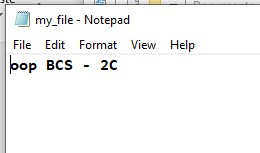 my_file - Notepad
File Edit Format View Help
oop BCS - 2C